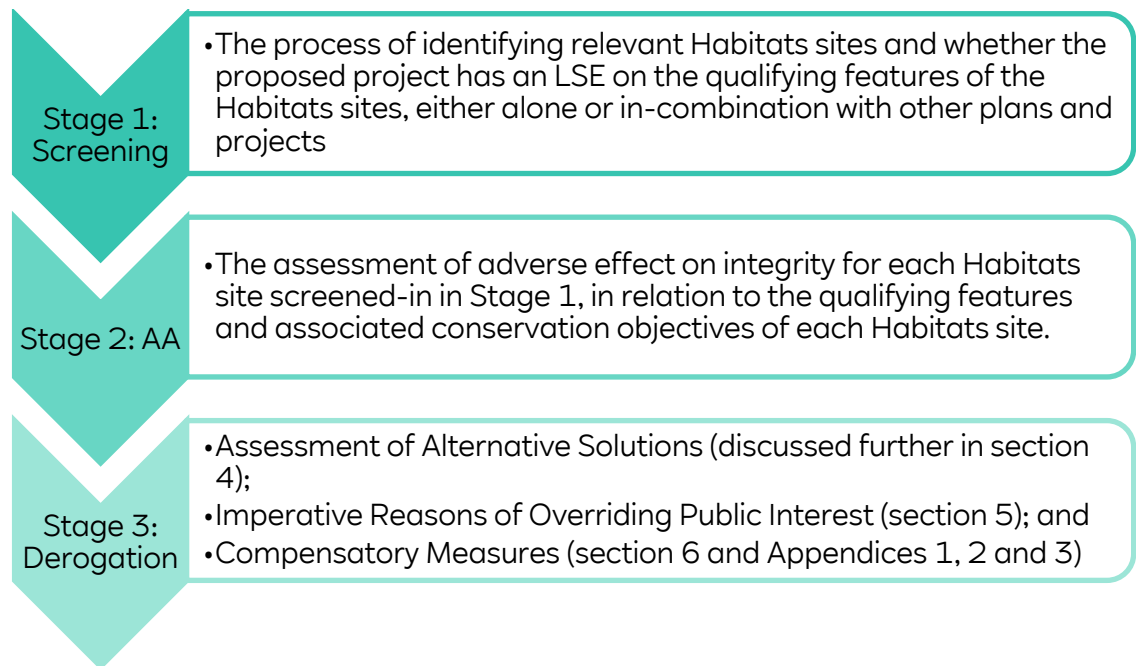 Stage 1:
Screening
•The process of identifying relevant Habitats sites and whether the
proposed project has an LSE on the qualifying features of the
Habitats sites, either alone or in-combination with other plans and
projects
Stage 2: AA
•The assessment of adverse effect on integrity for each Habitats
site screened-in in Stage 1, in relation to the qualifying features
and associated conservation objectives of each Habitats site.
Stage 3:
Derogation
•Assessment of Alternative Solutions (discussed further in section
4);
•Imperative Reasons of Overriding Public Interest (section 5); and
•Compensatory Measures (section 6 and Appendices 1, 2 and 3)